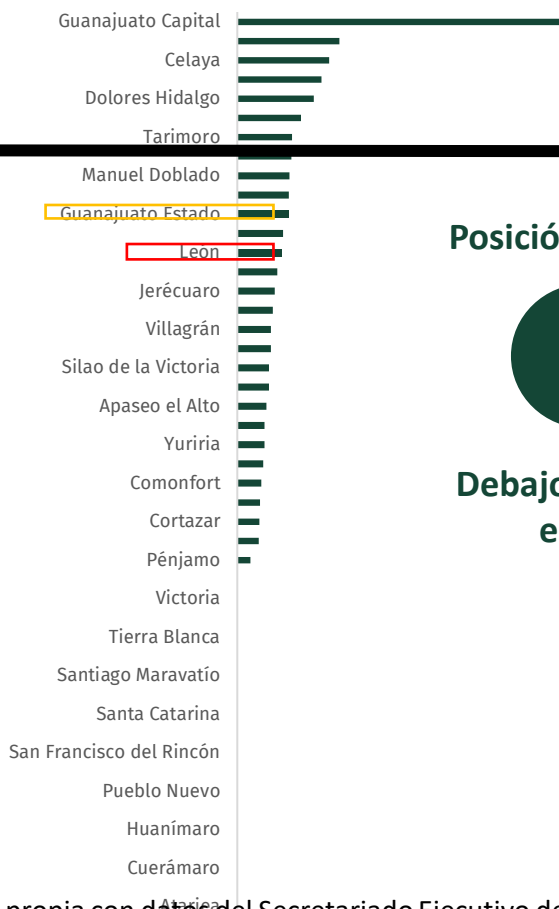 Guanajuato Capital
Celaya
Dolores Hidalgo
Tarimoro
Manuel Doblado
Guanajuato Estado
Posició
León
Jerécuaro
Villagrán
Silao de la Victoria
Apaseo el Alto
Yuriria
Comonfort
Debajo
Cortazar
e
Pénjamo
Victoria
Tierra Blanca
Santiago Maravatío
Santa Catarina
San Francisco del Rincón
Pueblo Nuevo
Huanímaro
Cuerámaro
Atarjea
propia con datos del Secretariado Ejecutivo de